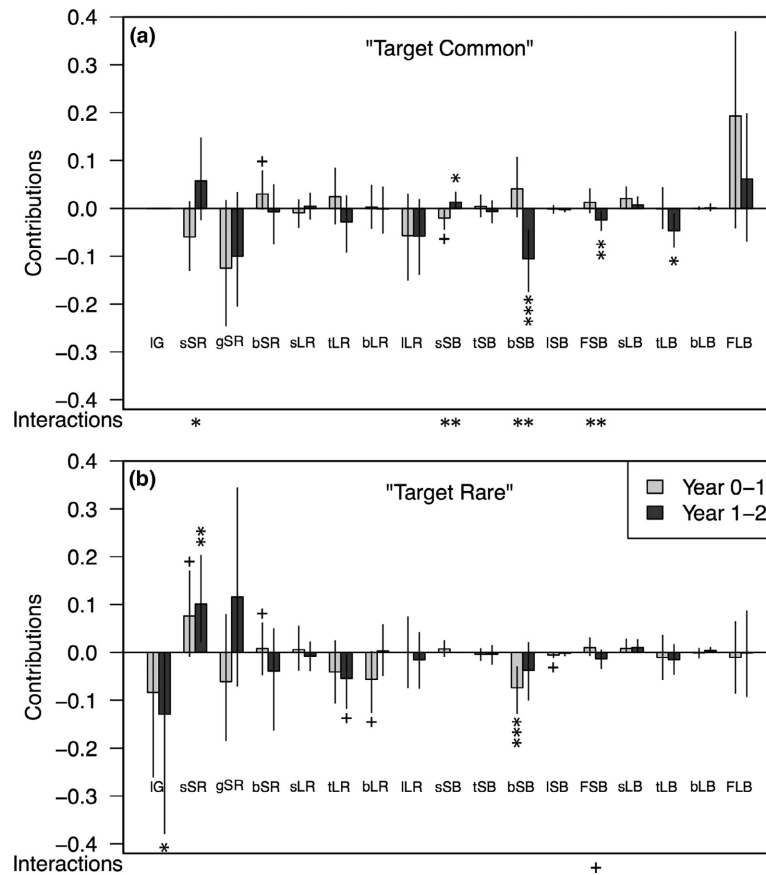 (a)
"Target Common"
Contributions
0.4
0.3
0.2
0.1
0.0
−0.1
−0.2
−0.3
−0.4
+
+
*
***
**
*
lG sSR gSR bSR sLR tLR bLR lLR sSB tSB bSB lSB FSB sLB tLB bLB FLB
Interactions * ** ** **
(b)
"Target Rare"
Year 0−1
Year 1−2
Contributions
0.4
0.3
0.2
0.1
0.0
−0.1
−0.2
−0.3
−0.4
+
**
+
+
+
***
+
lG sSR gSR bSR sLR tLR bLR lLR sSB tSB bSB lSB FSB sLB tLB bLB FLB
*
Interactions +